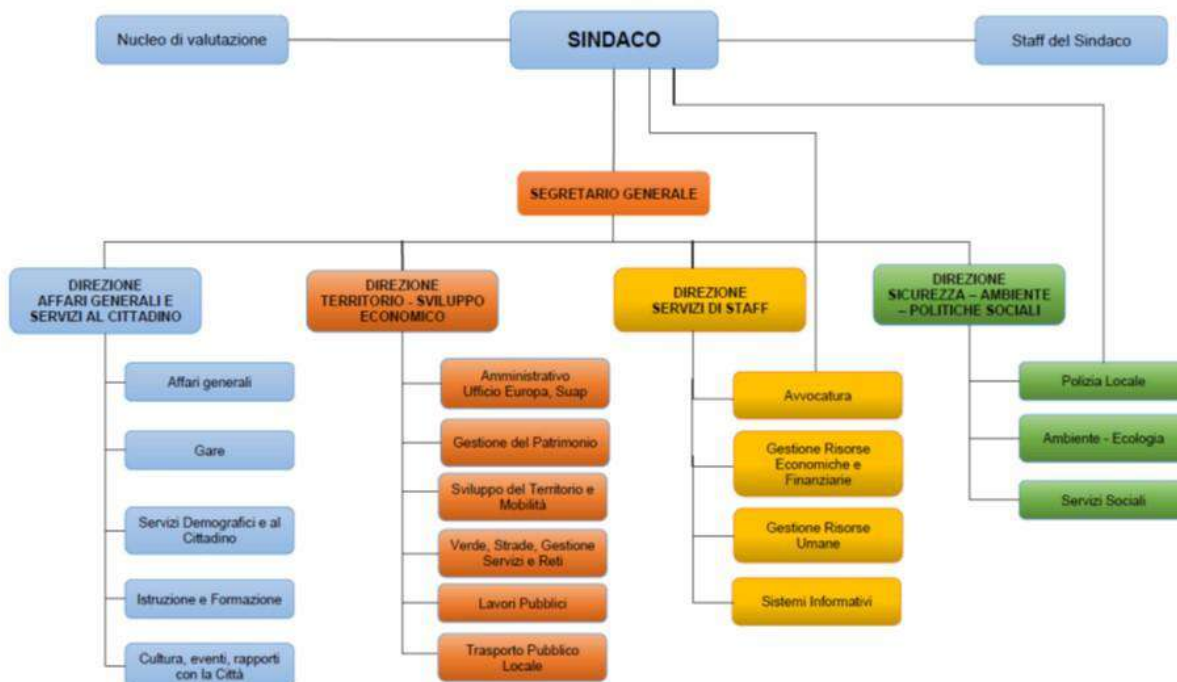 Nucleo di valutazione
SINDACO
Staff del Sindaco
SEGRETARIO GENERALE
DIREZIONE
AFFARI GENERALI E
SERVIZI AL CITTADINO
DIREZIONE
TERRITORIO - SVILUPPO
ECONOMICO
DIREZIONE
SERVIZI DI STAFF
DIREZIONE
SICUREZZA – AMBIENTE
– POLITICHE SOCIALI
Affari generali
Gare
Servizi Demografici e al
Cittadino
Istruzione e Formazione
Cultura, eventi, rapporti
con la Città
Amministrativo
Ufficio Europa, Suap
Gestione del Patrimonio
Sviluppo del Territorio e
Mobilità
Verde, Strade, Gestione
Servizi e Reti
Lavori Pubblici
Trasporto Pubblico
Locale
Avvocatura
Gestione Risorse
Economiche e
Finanziarie
Gestione Risorse
Umane
Sistemi Informativi
Polizia Locale
Ambiente - Ecologia
Servizi Sociali